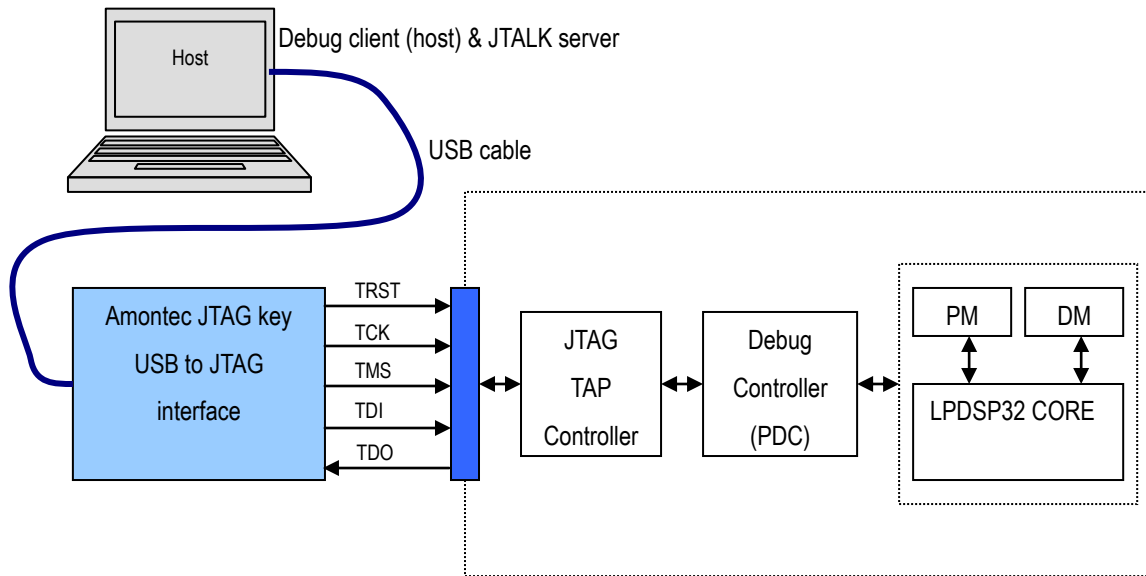 Debug client (host) & JTALK server
Host
USB cable
Amontec JTAG key
USB to JTAG
interface
TRST
TCK
TMS
TDI
TDO
JTAG
TAP
Controller
Debug
Controller
(PDC)
PM
DM
LPDSP32 CORE